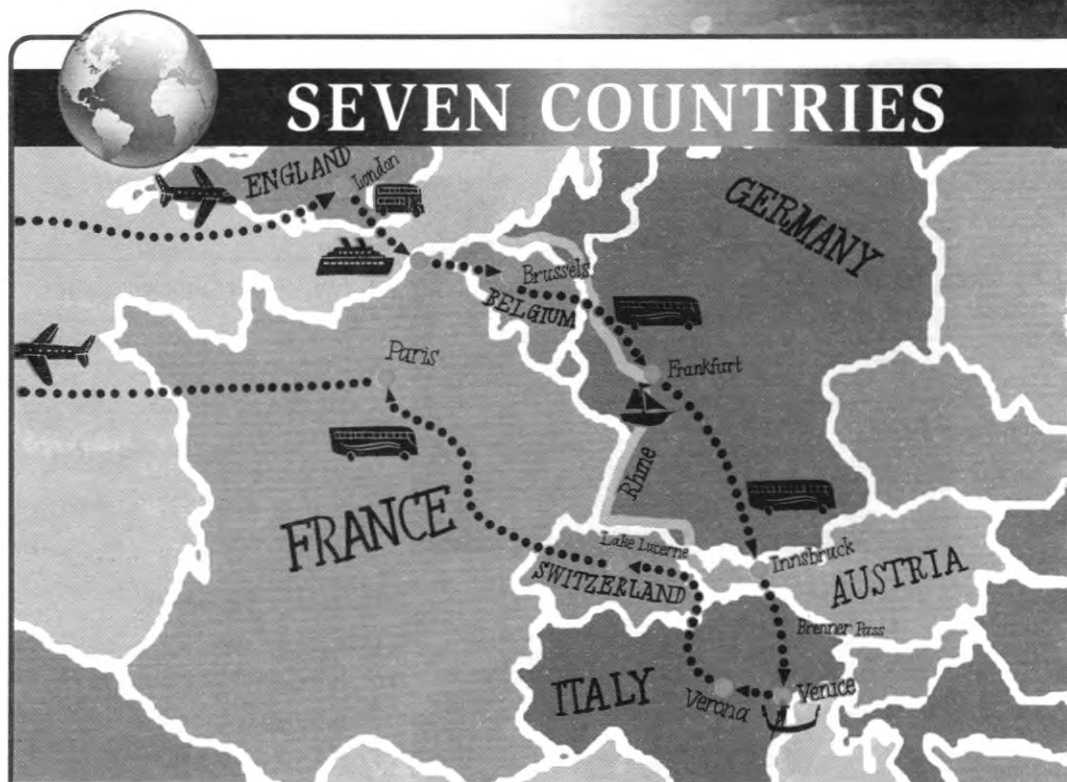 SEVEN COUNTRIES
ENGLAND
London
GERMANY
Brussels
BELGIUM
Paris
Frankfurt
Rhine
FRANCE
Lake Lucerne
SWITZERLAND
Innsbruck
AUSTRIA
Brenner Pass
ITALY
Verona
Venice